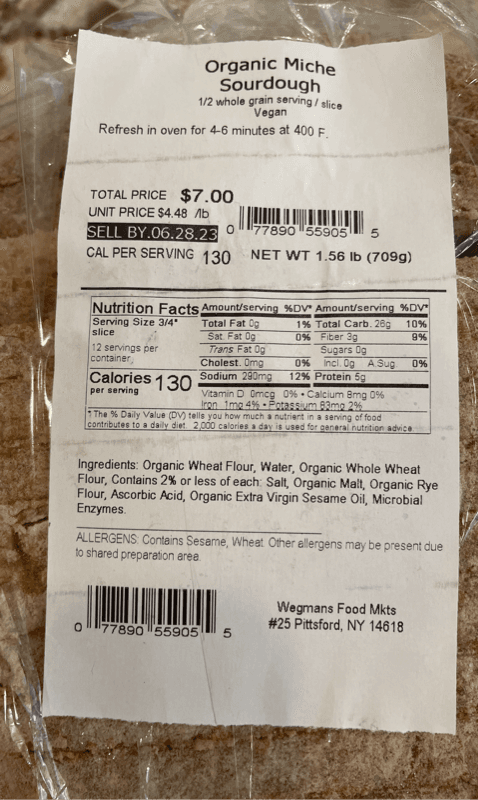 Organic Miche
Sourdough
1/2 whole grain serving / slice
Vegan
Refresh in oven for 4-6 minutes at 400 F.
TOTAL PRICE $7.00
UNIT PRICE $4.48 /lb
SELL BY.06.28.23
0 77890 55905 5
CAL PER SERVING 130 NET WT 1.56 lb (709g)
Nutrition Facts Amount/serving %DV* Amount/serving %DV*
Serving Size 3/4" Total Fat 0g 1% Total Carb. 26g 10%
slice Sat. Fat 0g 0% Fiber 3g 9%
12 servings per Trans Fat 0g Sugars 0g
container Cholest. 0mg 0% Incl. 0g A.Sug. 0%
Calories 130 Sodium 290mg 12% Protein 5g
per serving Vitamin D 0mcg 0% • Calcium 8mg 0%
Iron 1mg 4% • Potassium 83mg 2%
*The % Daily Value (DV) tells you how much a nutrient in a serving of food
contributes to a daily diet. 2,000 calories a day is used for general nutrition advice.
Ingredients: Organic Wheat Flour, Water, Organic Whole Wheat
Flour, Contains 2% or less of each: Salt, Organic Malt, Organic Rye
Flour, Ascorbic Acid, Organic Extra Virgin Sesame Oil, Microbial
Enzymes.
ALLERGENS: Contains Sesame, Wheat. Other allergens may be present due
to shared preparation area.
0 77890 55905 5
Wegmans Food Mkts
#25 Pittsford, NY 14618